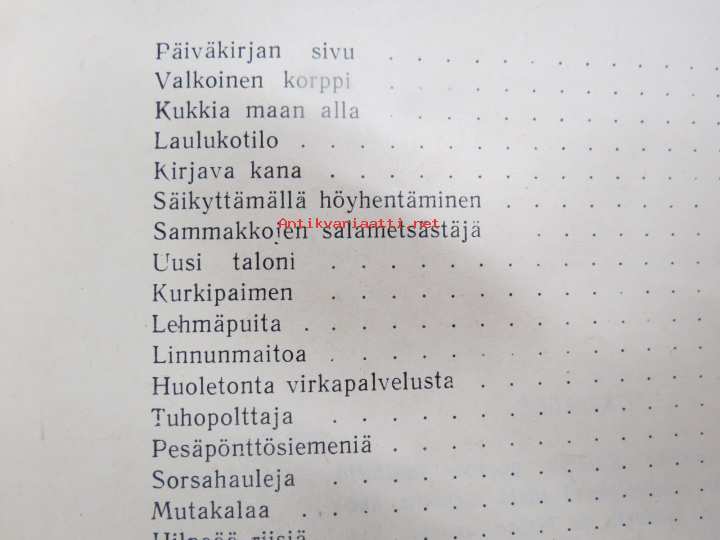 Päiväkirjan sivu . . . . . . . . . . . .
Valkoinen korppi . . . . . . . . . . . .
Kukkia maan alla . . . . . . . . . . . .
Laulukotilo . . . . . . . . . . . . . . .
Kirjava kana . . . . . . . . . . . . . .
Säikyttämällä höyhentäminen . . . . . . . .
Antikvariaatti.net
Sammakkojen salametsästäjä . . . . . . .
Uusi taloni . . . . . . . . . . . . . .
Kurkipaimen . . . . . . . . . . . . . .
Lehmäpuita . . . . . . . . . . . . . . .
Linnunmaitoa . . . . . . . . . . . . . .
Huoletonta virkapalvelusta . . . . . . . . .
Tuhopolttaja . . . . . . . . . . . . . .
Pesäpönttösiemeniä . . . . . . . . . . . .
Sorsahauleja . . . . . . . . . . . . . .
Mutakalaa . . . . . . . . . . . . . . .